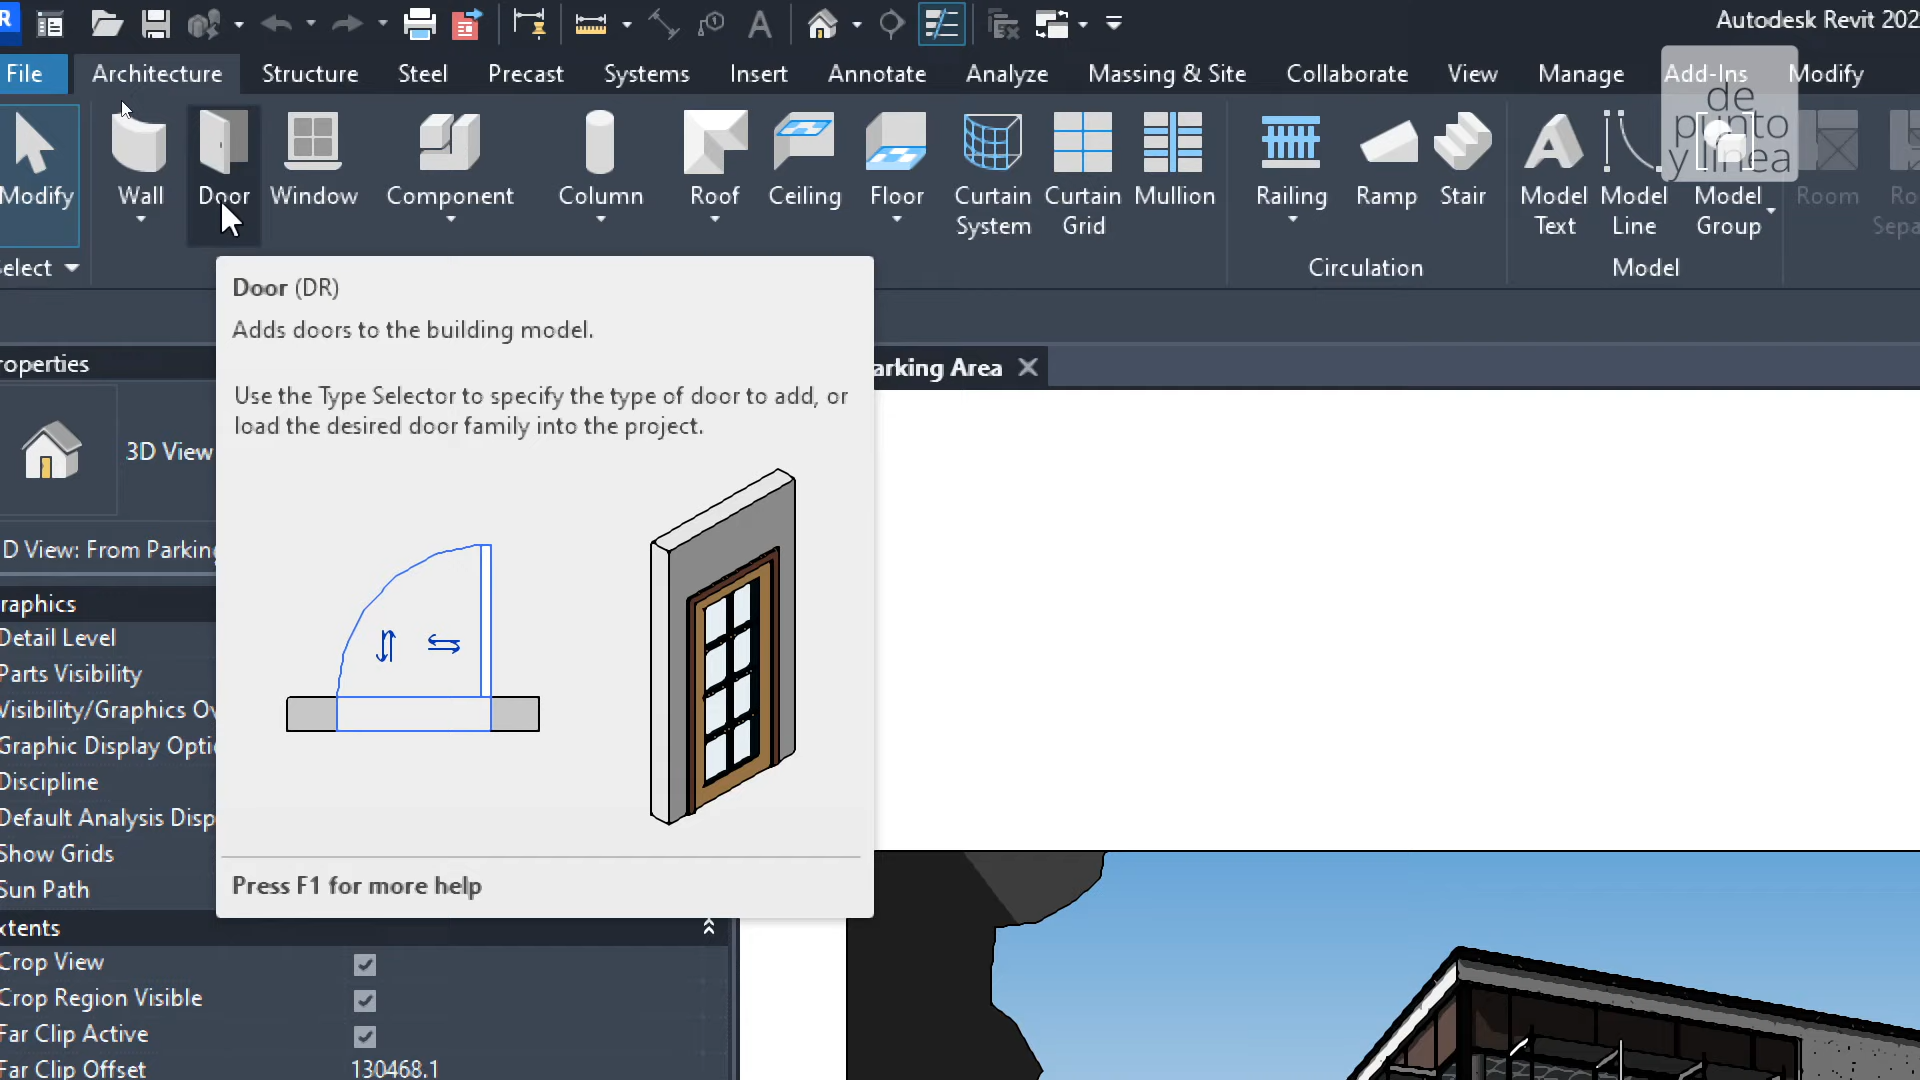 R
Autodesk Revit 202
File Architecture Structure Steel Precast Systems Insert Annotate Analyze Massing & Site Collaborate View Manage Add-Ins Modify
de
punto
y línea
Modify Wall Door Window Component Column Roof Ceiling Floor Curtain System Curtain Grid Mullion Railing Ramp Stair Model Text Model Line Model Group Room
elect Circulation Model
Door (DR)
Adds doors to the building model.
Use the Type Selector to specify the type of door to add, or
load the desired door family into the project.
Press F1 for more help
roperties
arking Area
3D View
D View: From Parking
raphics
Detail Level
Parts Visibility
Visibility/Graphics Ov
Graphic Display Optic
Discipline
Default Analysis Disp
Show Grids
Sun Path
xtents
Crop View
Crop Region Visible
Far Clip Active
Far Clip Offset 130468.1